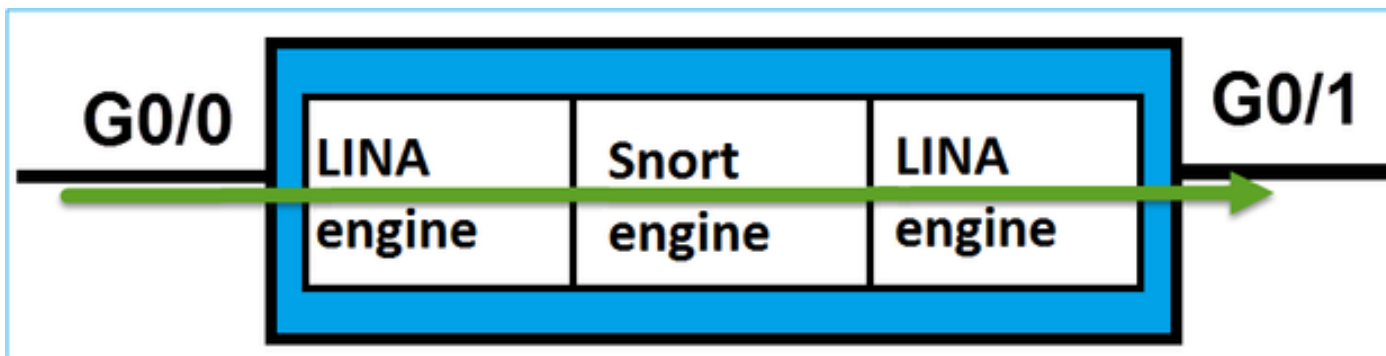 G0/0
LINA
engine
Snort
engine
LINA
engine
G0/1